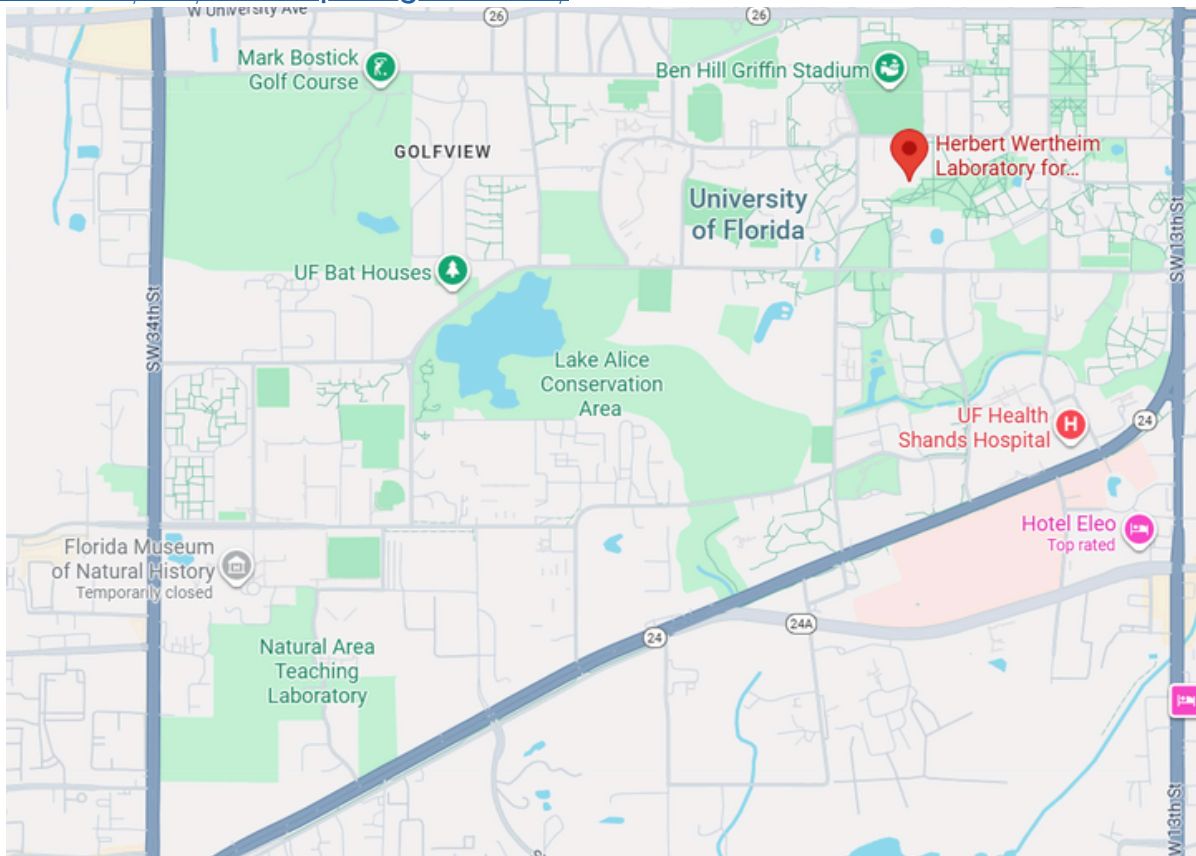 W University Ave
26
26
Mark Bostick
Golf Course
Ben Hill Griffin Stadium
GOLFVIEW
Herbert Wertheim
Laboratory for...
University
of Florida
SW 13th St
UF Bat Houses
SW 34th St
Lake Alice
Conservation
Area
UF Health
Shands Hospital
H
24
Hotel Eleo
Top rated
Florida Museum
of Natural History
Temporarily closed
24A
24
Natural Area
Teaching
Laboratory
W 13th St